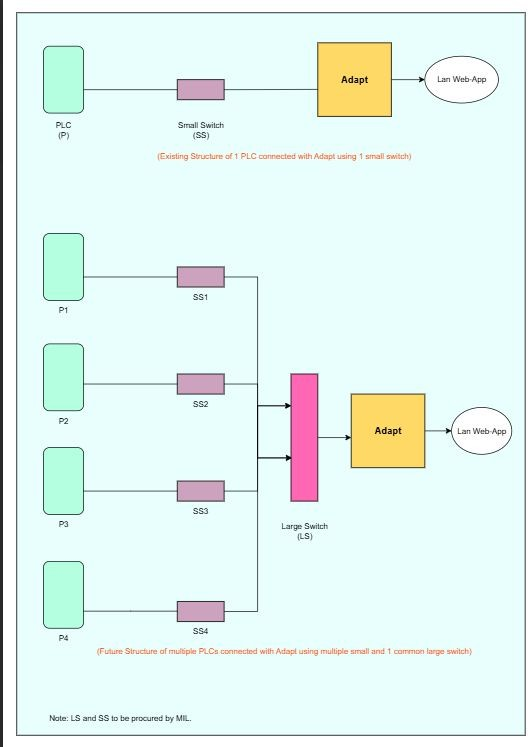 Adapt
Lan Web-App
PLC
(P)
Small Switch
(SS)
(Existing Structure of 1 PLC connected with Adapt using 1 small switch)
P1
SS1
P2
SS2
Adapt
Lan Web-App
P3
SS3
Large Switch
(LS)
P4
SS4
(Future Structure of multiple PLCs connected with Adapt using multiple small and 1 common large switch)
Note: LS and SS to be procured by MIL.